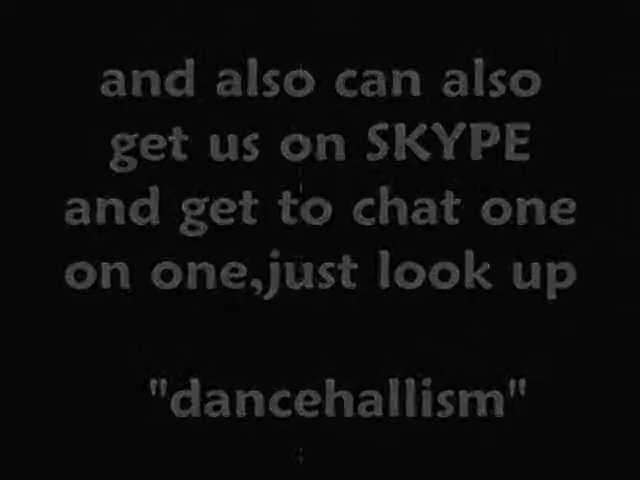 and also can also
get us on SKYPE
and get to chat one
on one,just look up
"dancehallism"